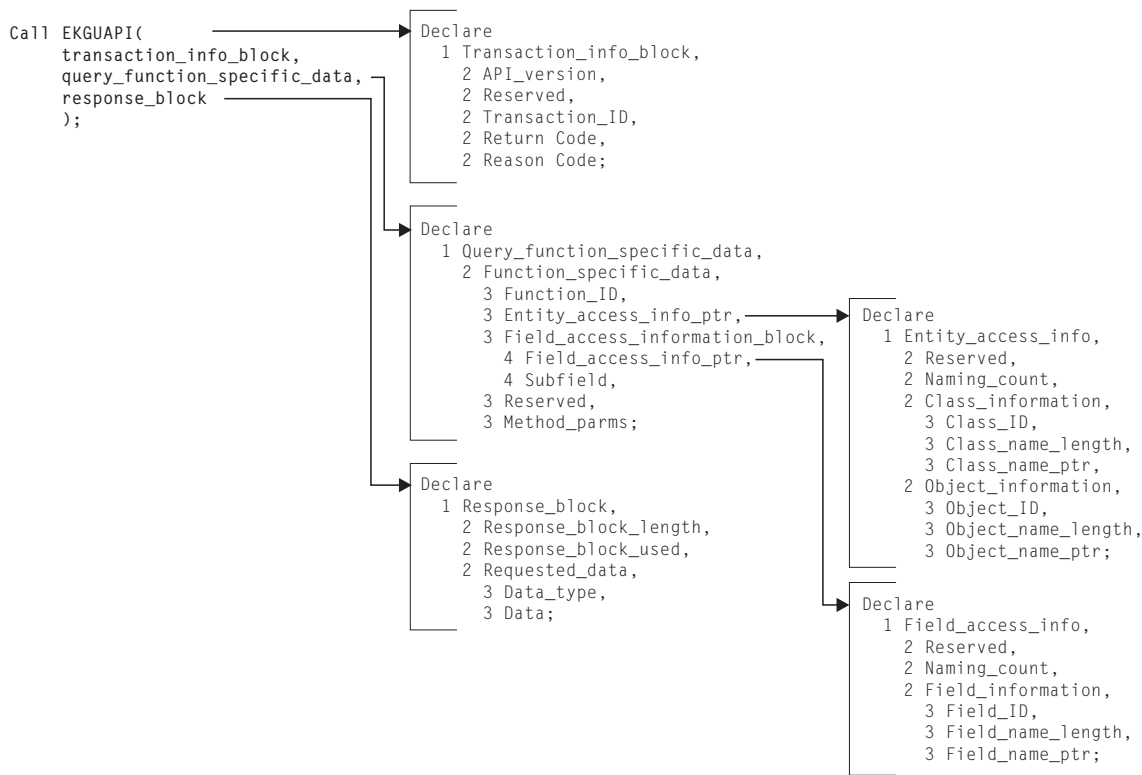 Call EKGUAPI(
transaction_info_block,
query_function_specific_data,
response_block
);
Declare
1 Transaction_info_block,
2 API_version,
2 Reserved,
2 Transaction_ID,
2 Return Code,
2 Reason Code;
Declare
1 Query_function_specific_data,
2 Function_specific_data,
3 Function_ID,
3 Entity_access_info_ptr,
3 Field_access_information_block,
4 Field_access_info_ptr,
4 Subfield,
3 Reserved,
3 Method_parms;
Declare
1 Response_block,
2 Response_block_length,
2 Response_block_used,
2 Requested_data,
3 Data_type,
3 Data;
Declare
1 Entity_access_info,
2 Reserved,
2 Naming_count,
2 Class_information,
3 Class_ID,
3 Class_name_length,
3 Class_name_ptr,
2 Object_information,
3 Object_ID,
3 Object_name_length,
3 Object_name_ptr;
Declare
1 Field_access_info,
2 Reserved,
2 Naming_count,
2 Field_information,
3 Field_ID,
3 Field_name_length,
3 Field_name_ptr;